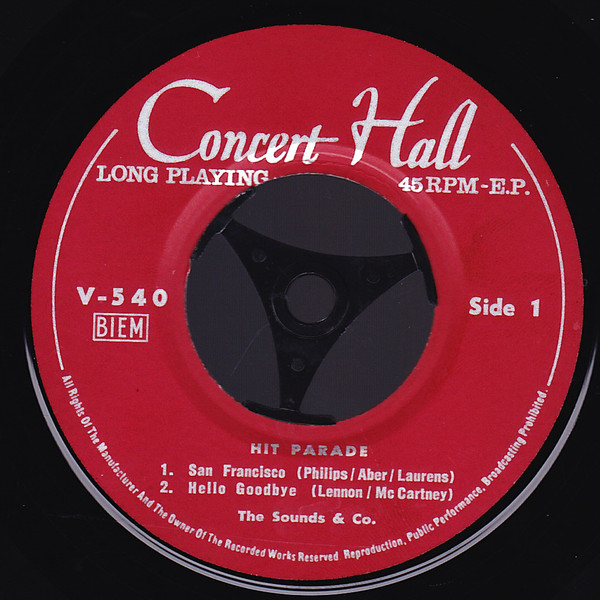 Concert Hall
LONG PLAYING 45 RPM-E.P.
V-540 Side 1
BIEM
HIT PARADE
1. San Francisco (Philips/Aber/Laurens)
2. Hello Goodbye (Lennon/Mc Cartney)
The Sounds & Co.
All Rights Of The Manufacturer And The Owner Of The Recorded Works Reserved Reproduction, Public Performance, Broadcasting Prohibited.